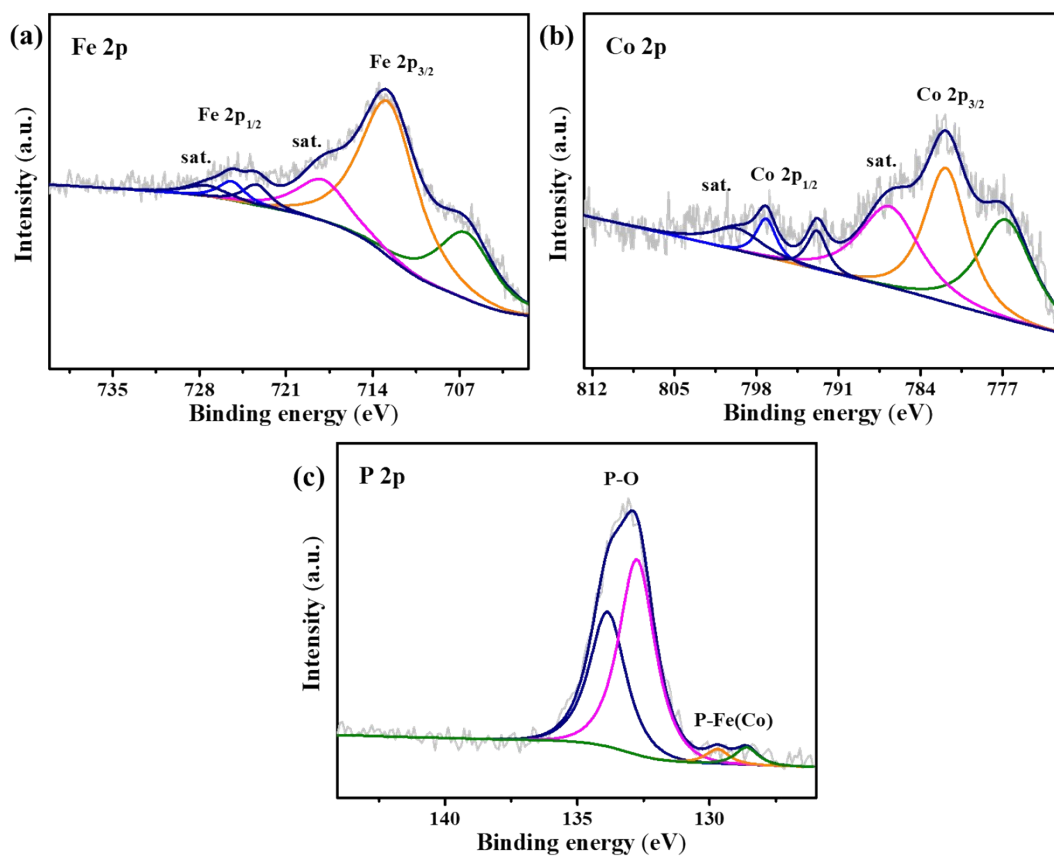 (a)
Fe 2p
Fe 2p3/2
Fe 2p1/2
sat.
sat.
Intensity (a.u.)
735 728 721 714 707
Binding energy (eV)
(b)
Co 2p
Co 2p3/2
sat.
Co 2p1/2
sat.
Intensity (a.u.)
812 805 798 791 784 777
Binding energy (eV)
(c)
P 2p
P-O
P-Fe(Co)
Intensity (a.u.)
140 135 130
Binding energy (eV)